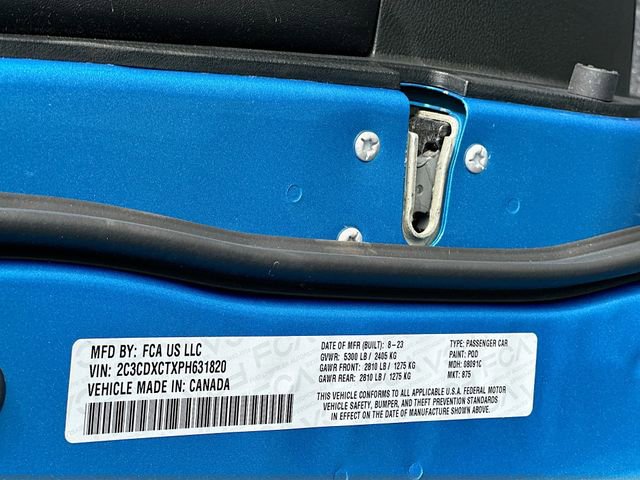 MFD BY: FCA US LLC
VIN: 2C3CDXCTXPH631820
VEHICLE MADE IN: CANADA
DATE OF MFR (BUILT): 8-23
GVWR: 5300 LB / 2405 KG
GAWR FRONT: 2810 LB / 1275 KG
GAWR REAR: 2810 LB / 1275 KG
TYPE: PASSENGER CAR
PAINT: PQD
MDH: 08091C
MKT: 875
THIS VEHICLE CONFORMS TO ALL APPLICABLE U.S.A. FEDERAL MOTOR
VEHICLE SAFETY, BUMPER, AND THEFT PREVENTION STANDARDS
IN EFFECT ON THE DATE OF MANUFACTURE SHOWN ABOVE.